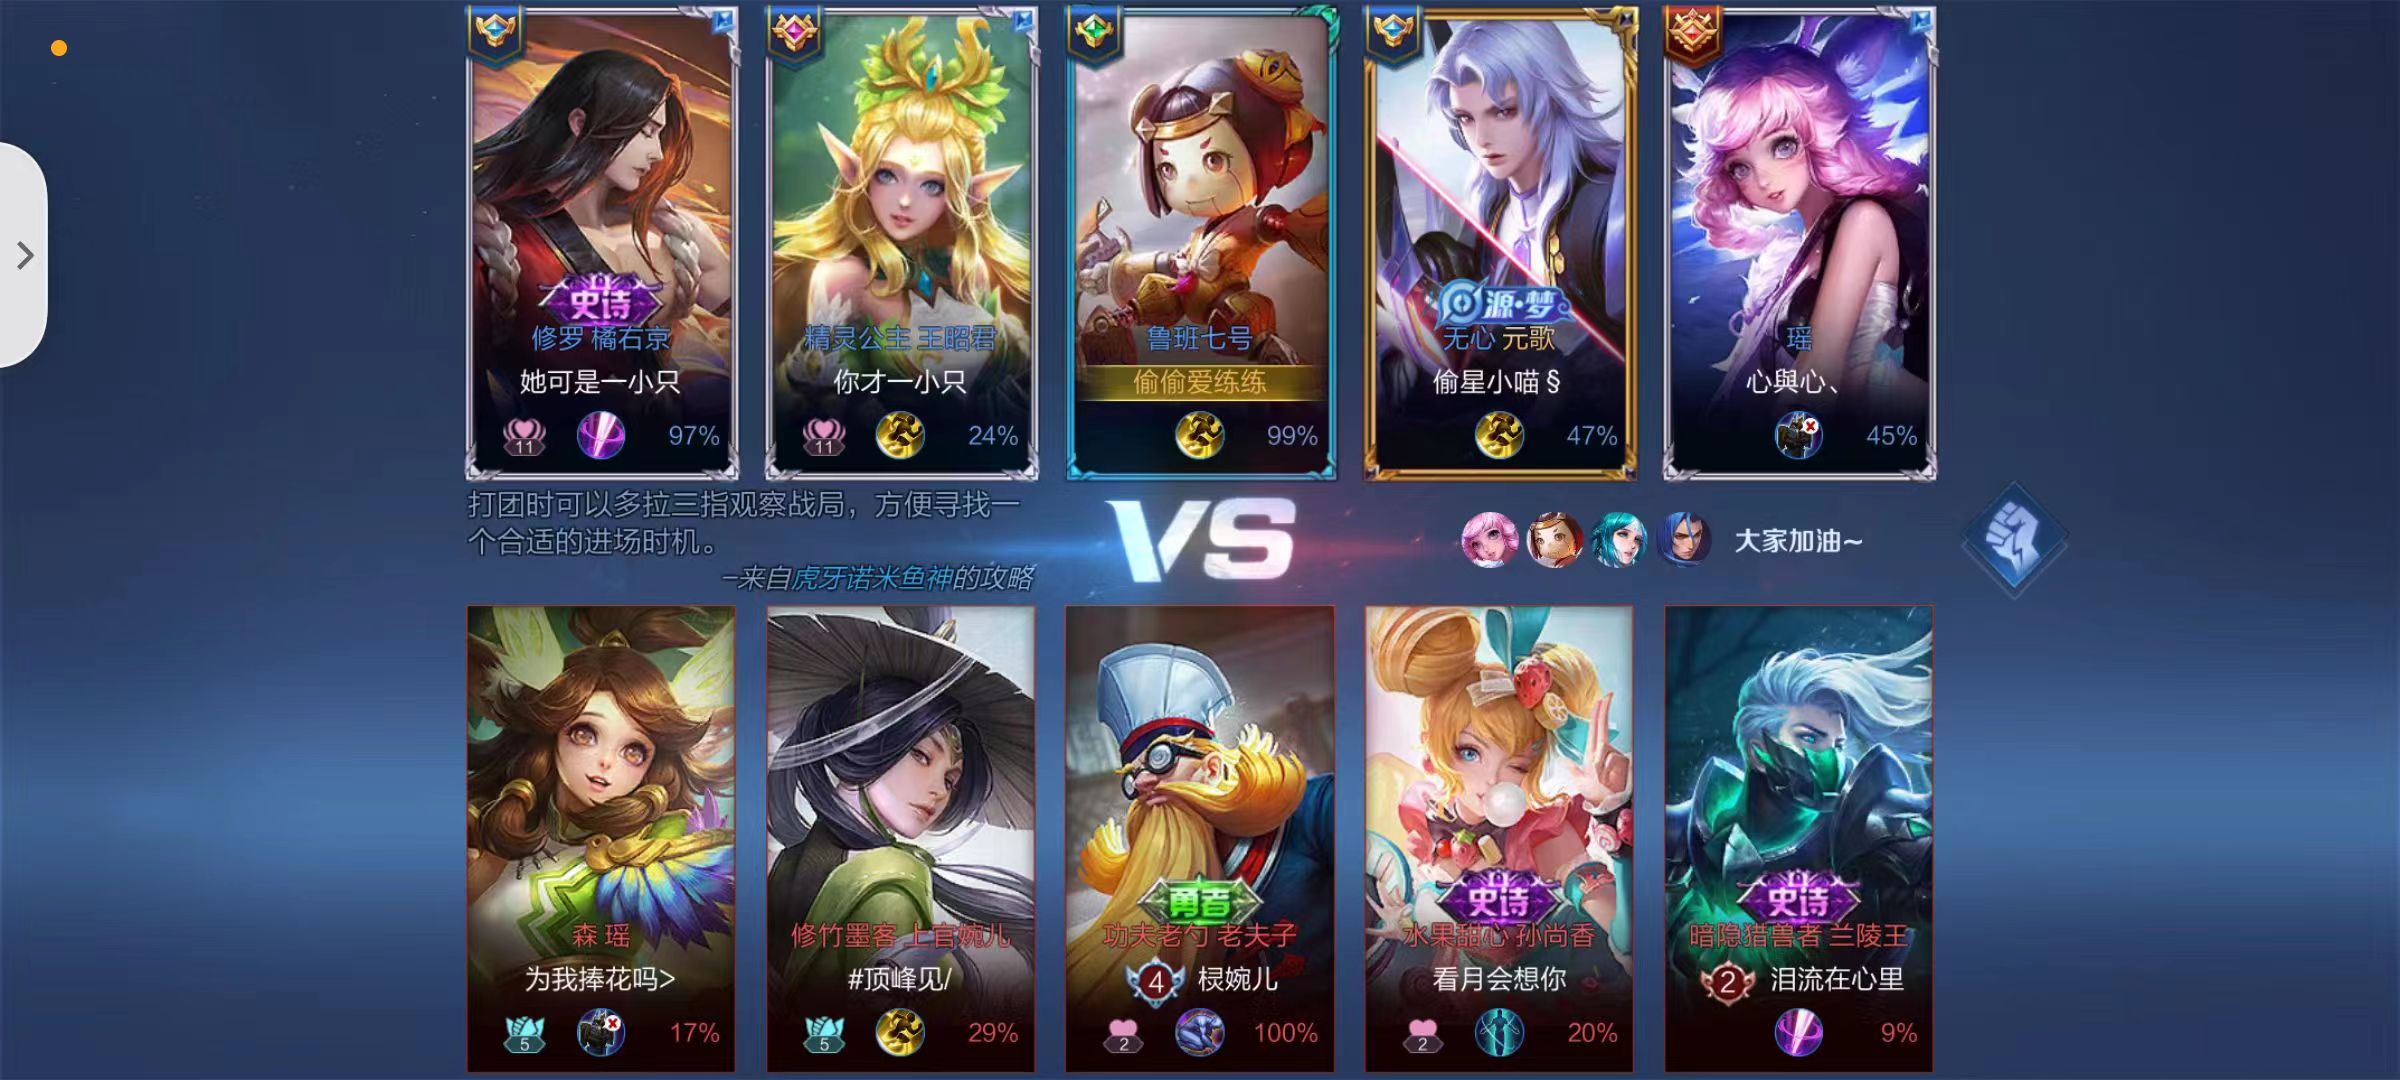 史诗
修罗 橘右京
她可是一小只
11
97%
精灵公主 王昭君
你才一小只
11
24%
鲁班七号
偷偷爱练练
99%
源·梦
无心 元歌
偷星小喵§
47%
瑶
心與心、
45%
打团时可以多拉三指观察战局，方便寻找一
个合适的进场时机。
–来自虎牙诺米鱼神的攻略
VS
大家加油~
森 瑶
为我捧花吗>
5
17%
修竹墨客 上官婉儿
#顶峰见/
5
29%
勇者
功夫老勺 老夫子
4 棂婉儿
2
100%
史诗
水果甜心 孙尚香
看月会想你
2
20%
史诗
暗隐猎兽者 兰陵王
2 泪流在心里
9%